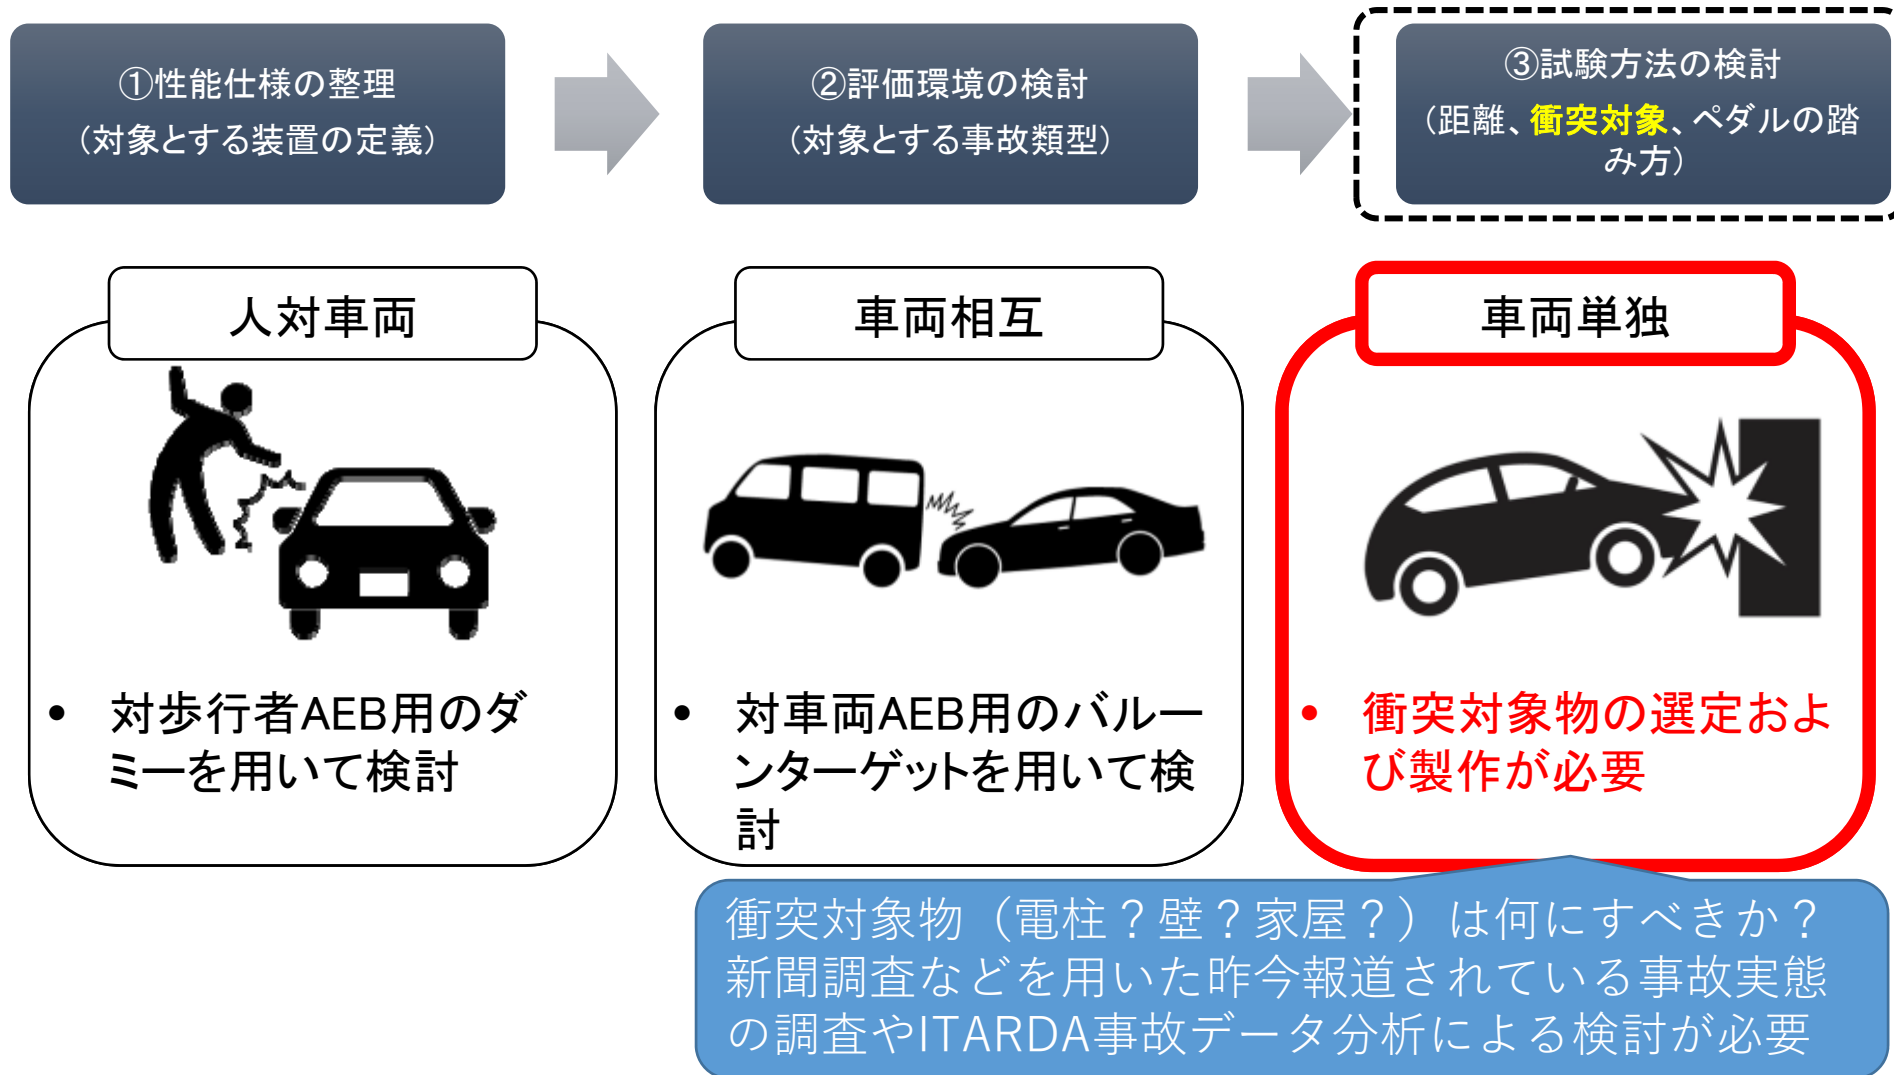 ①性能仕様の整理
（対象とする装置の定義）
②評価環境の検討
（対象とする事故類型）
③試験方法の検討
（距離、衝突対象、ペダルの踏
み方）
人対車両
• 対歩行者AEB用のダ
ミーを用いて検討
車両相互
• 対車両AEB用のバルー
ンターゲットを用いて検
討
車両単独
• 衝突対象物の選定およ
び製作が必要
衝突対象物（電柱？壁？家屋？）は何にすべきか？
新聞調査などを用いた昨今報道されている事故実態
の調査やITARDA事故データ分析による検討が必要